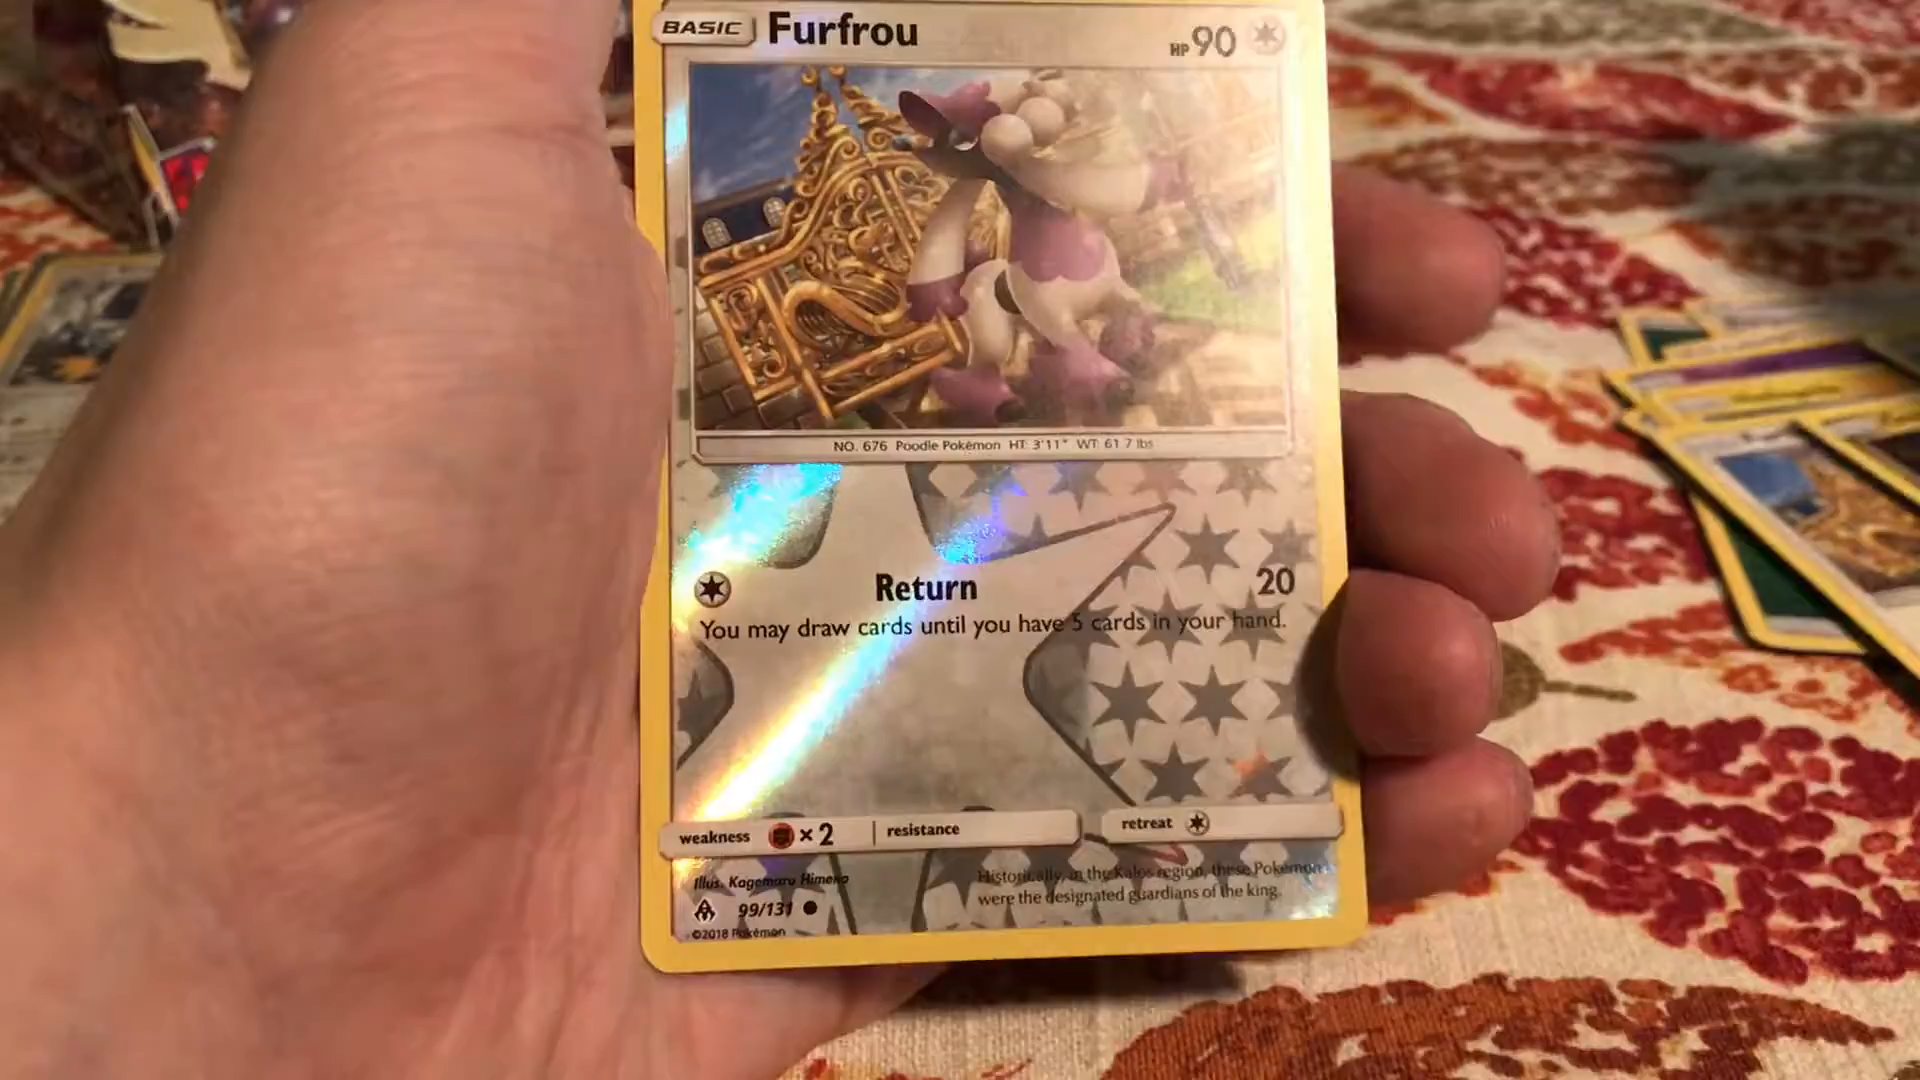 BASIC Furfrou HP 90
NO. 676 Poodle Pokémon HT: 3'11" WT: 61.7 lbs
Return 20
You may draw cards until you have 5 cards in your hand.
weakness ×2 resistance retreat
Illus. Kagemaru Himeno
Historically, in the Kalos region, these Pokémon
were the designated guardians of the king.
99/131
©2018 Pokémon